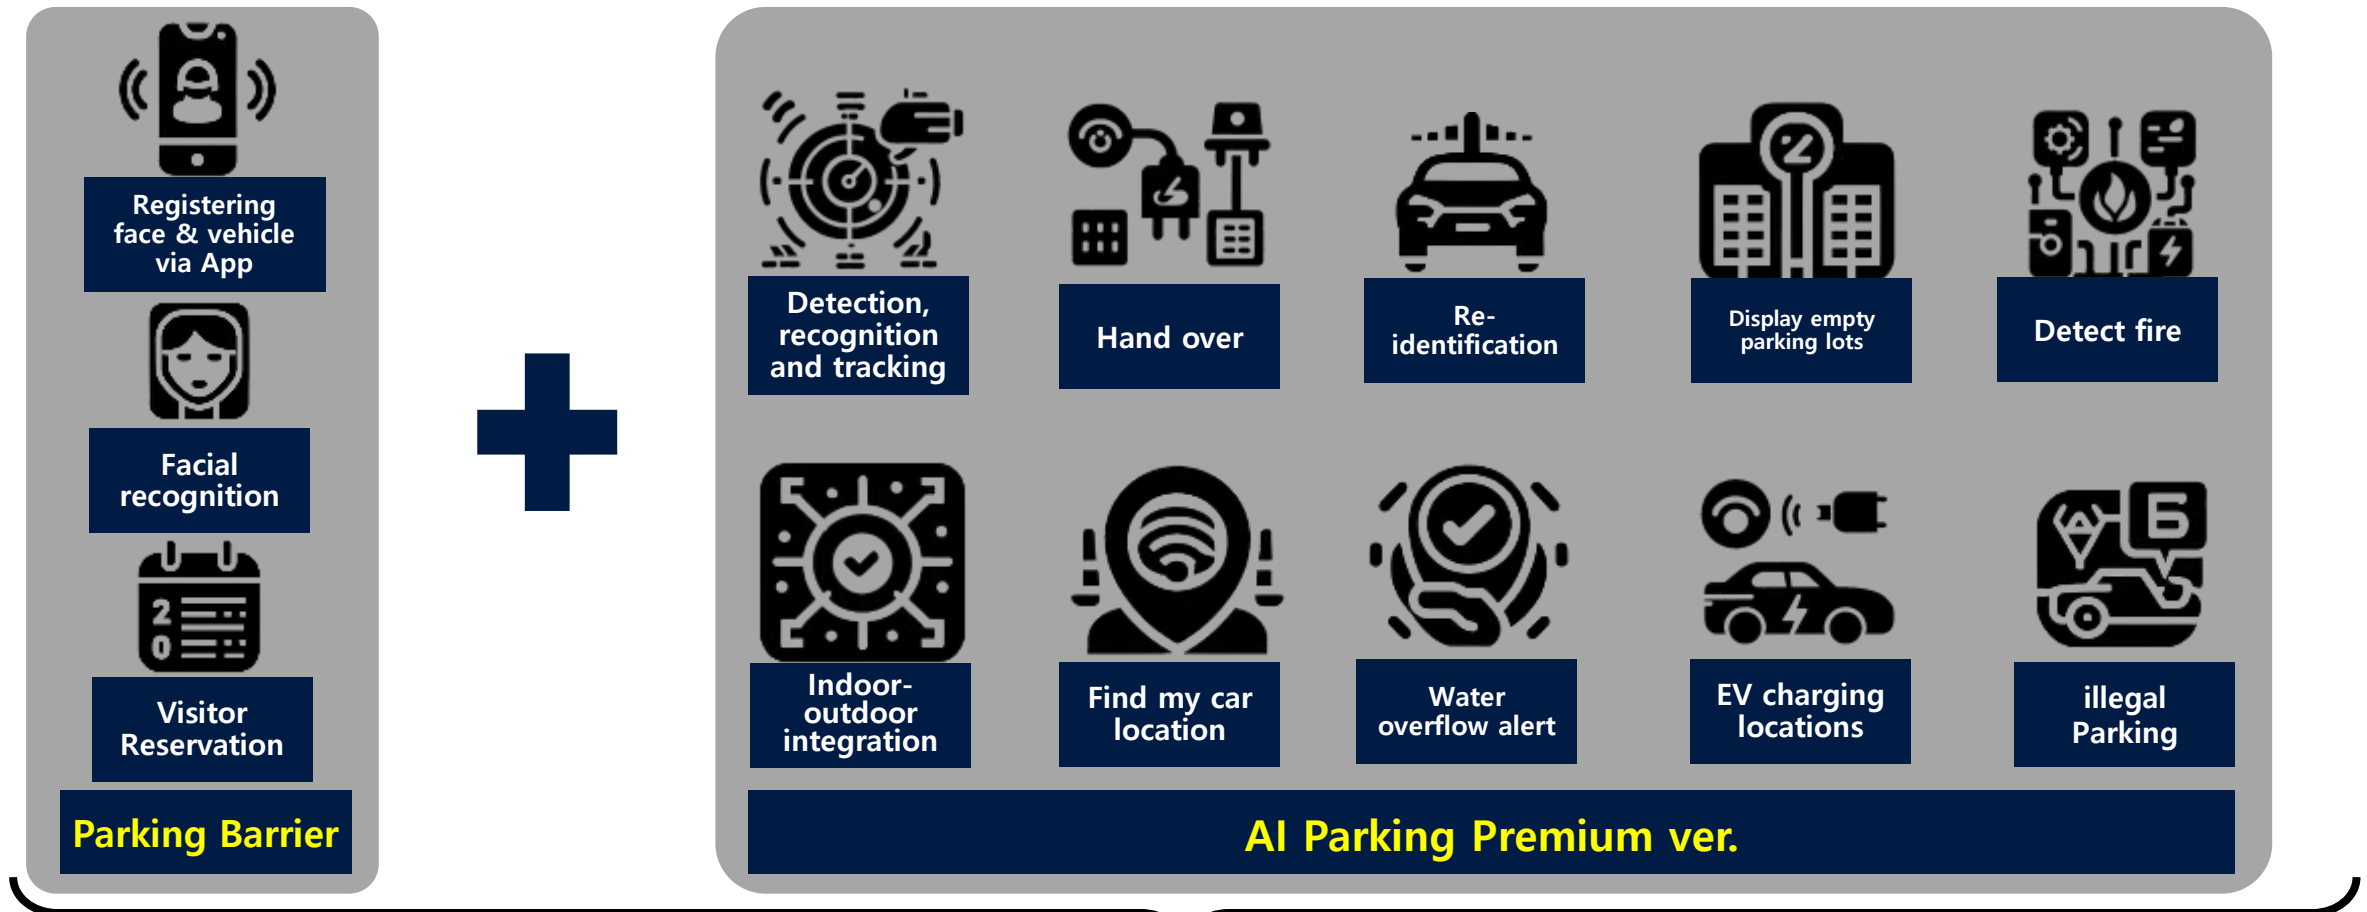 Registering
face & vehicle
via App
Facial
recognition
2
0
Visitor
Reservation
Parking Barrier
Detection,
recognition
and tracking
Hand over
Re-
identification
Display empty
parking lots
Detect fire
Indoor-
outdoor
integration
Find my car
location
Water
overflow alert
EV charging
locations
illegal
Parking
AI Parking Premium ver.